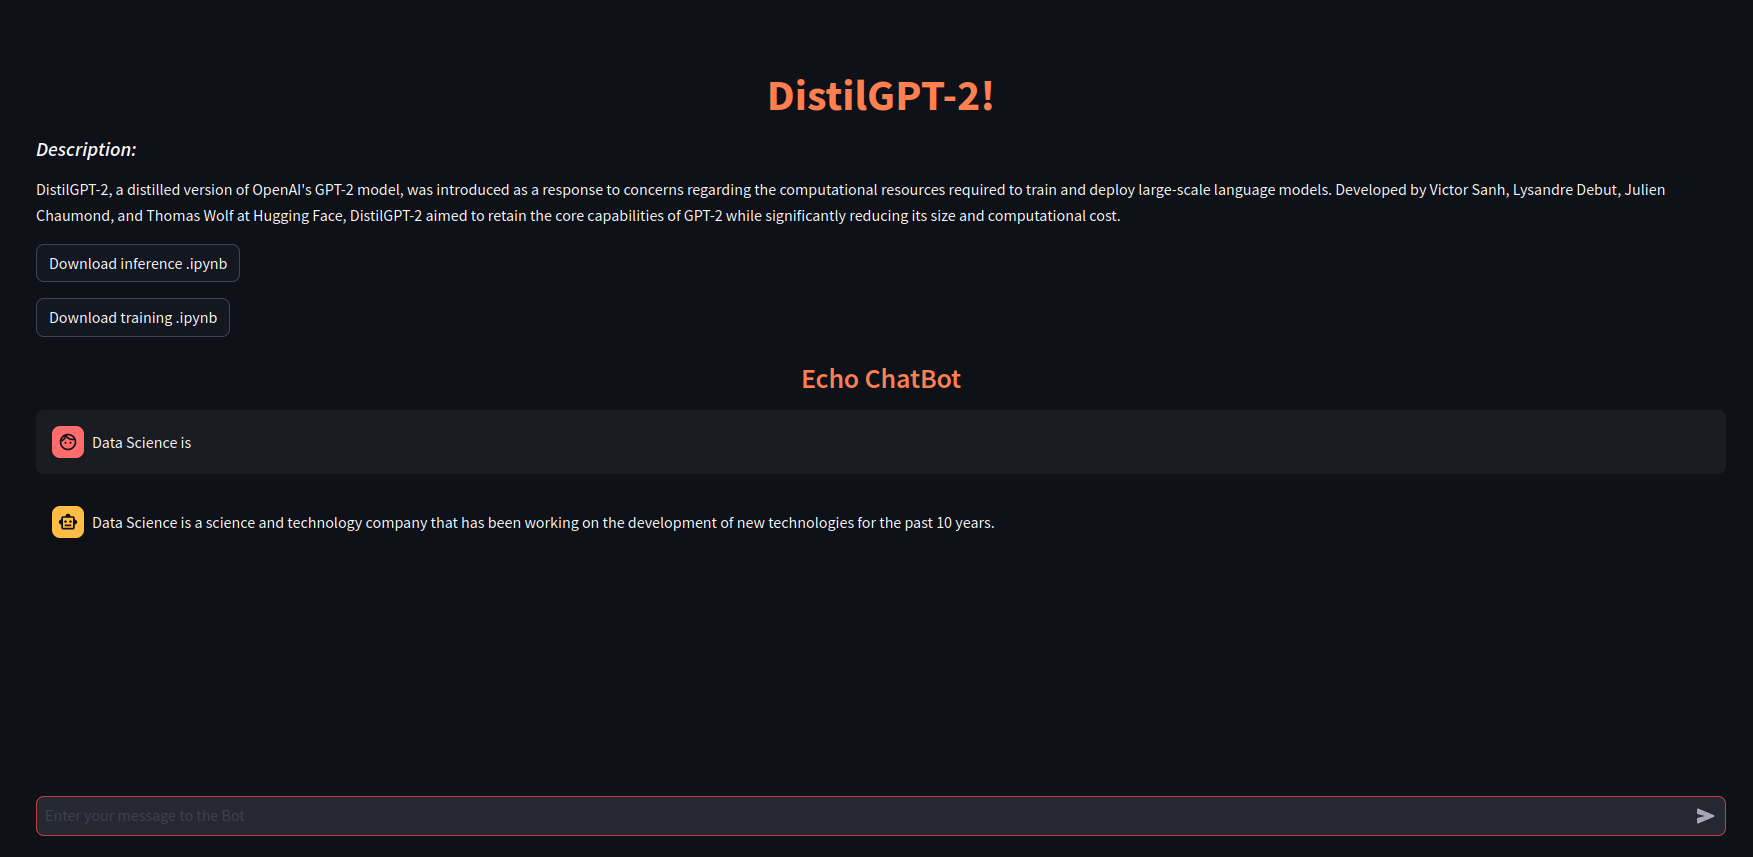 DistilGPT-2!
Description:
DistilGPT-2, a distilled version of OpenAI's GPT-2 model, was introduced as a response to concerns regarding the computational resources required to train and deploy large-scale language models. Developed by Victor Sanh, Lysandre Debut, Julien
Chaumond, and Thomas Wolf at Hugging Face, DistilGPT-2 aimed to retain the core capabilities of GPT-2 while significantly reducing its size and computational cost.
Download inference .ipynb
Download training .ipynb
Echo ChatBot
Data Science is
Data Science is a science and technology company that has been working on the development of new technologies for the past 10 years.
Enter your message to the Bot